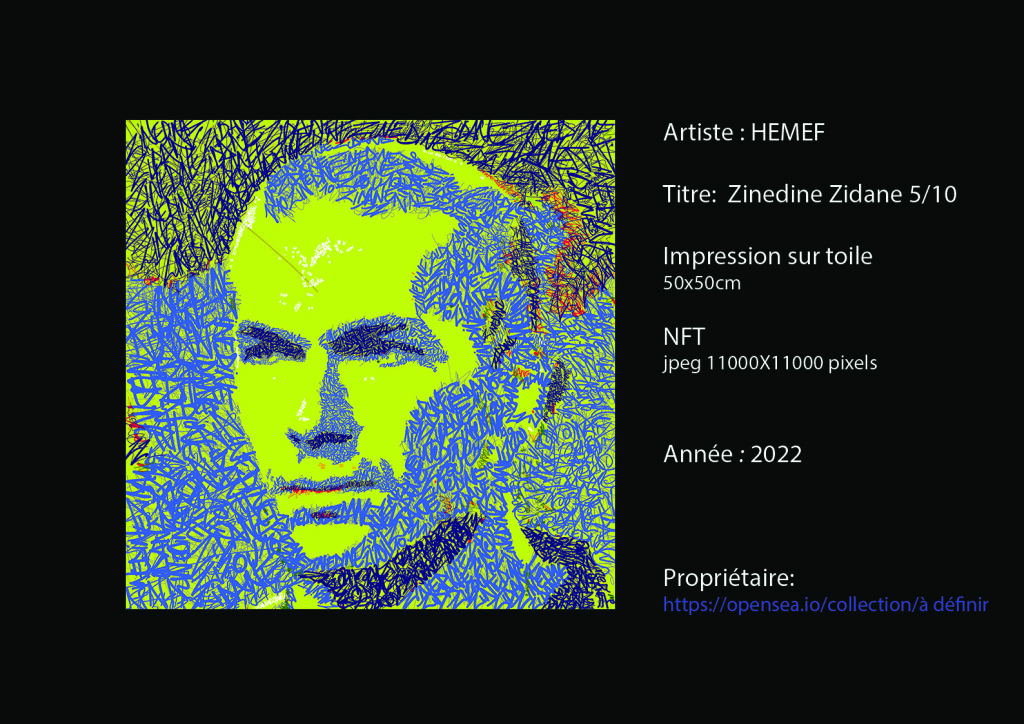 Artiste : HEMEF
Titre: Zinedine Zidane 5/10
Impression sur toile
50x50cm
NFT
jpeg 11000X11000 pixels
Année : 2022
Propriétaire:
https://opensea.io/collection/à définir